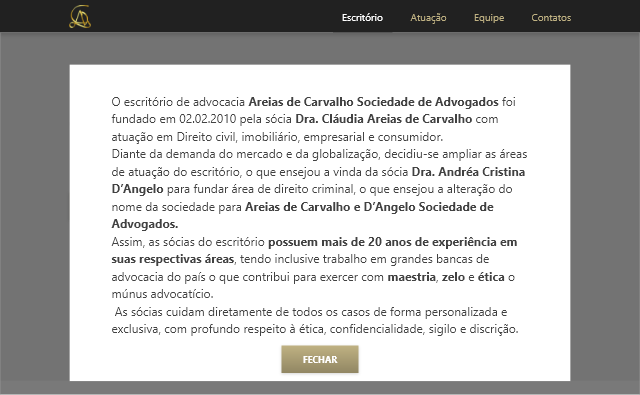 Escritório Atuação Equipe Contatos
O escritório de advocacia Areias de Carvalho Sociedade de Advogados foi
fundado em 02.02.2010 pela sócia Dra. Cláudia Areias de Carvalho com
atuação em Direito civil, imobiliário, empresarial e consumidor.
Diante da demanda do mercado e da globalização, decidiu-se ampliar as áreas
de atuação do escritório, o que ensejou a vinda da sócia Dra. Andréa Cristina
D’Angelo para fundar área de direito criminal, o que ensejou a alteração do
nome da sociedade para Areias de Carvalho e D’Angelo Sociedade de
Advogados.
Assim, as sócias do escritório possuem mais de 20 anos de experiência em
suas respectivas áreas, tendo inclusive trabalho em grandes bancas de
advocacia do país o que contribui para exercer com maestria, zelo e ética o
múnus advocatício.
As sócias cuidam diretamente de todos os casos de forma personalizada e
exclusiva, com profundo respeito à ética, confidencialidade, sigilo e discrição.
FECHAR